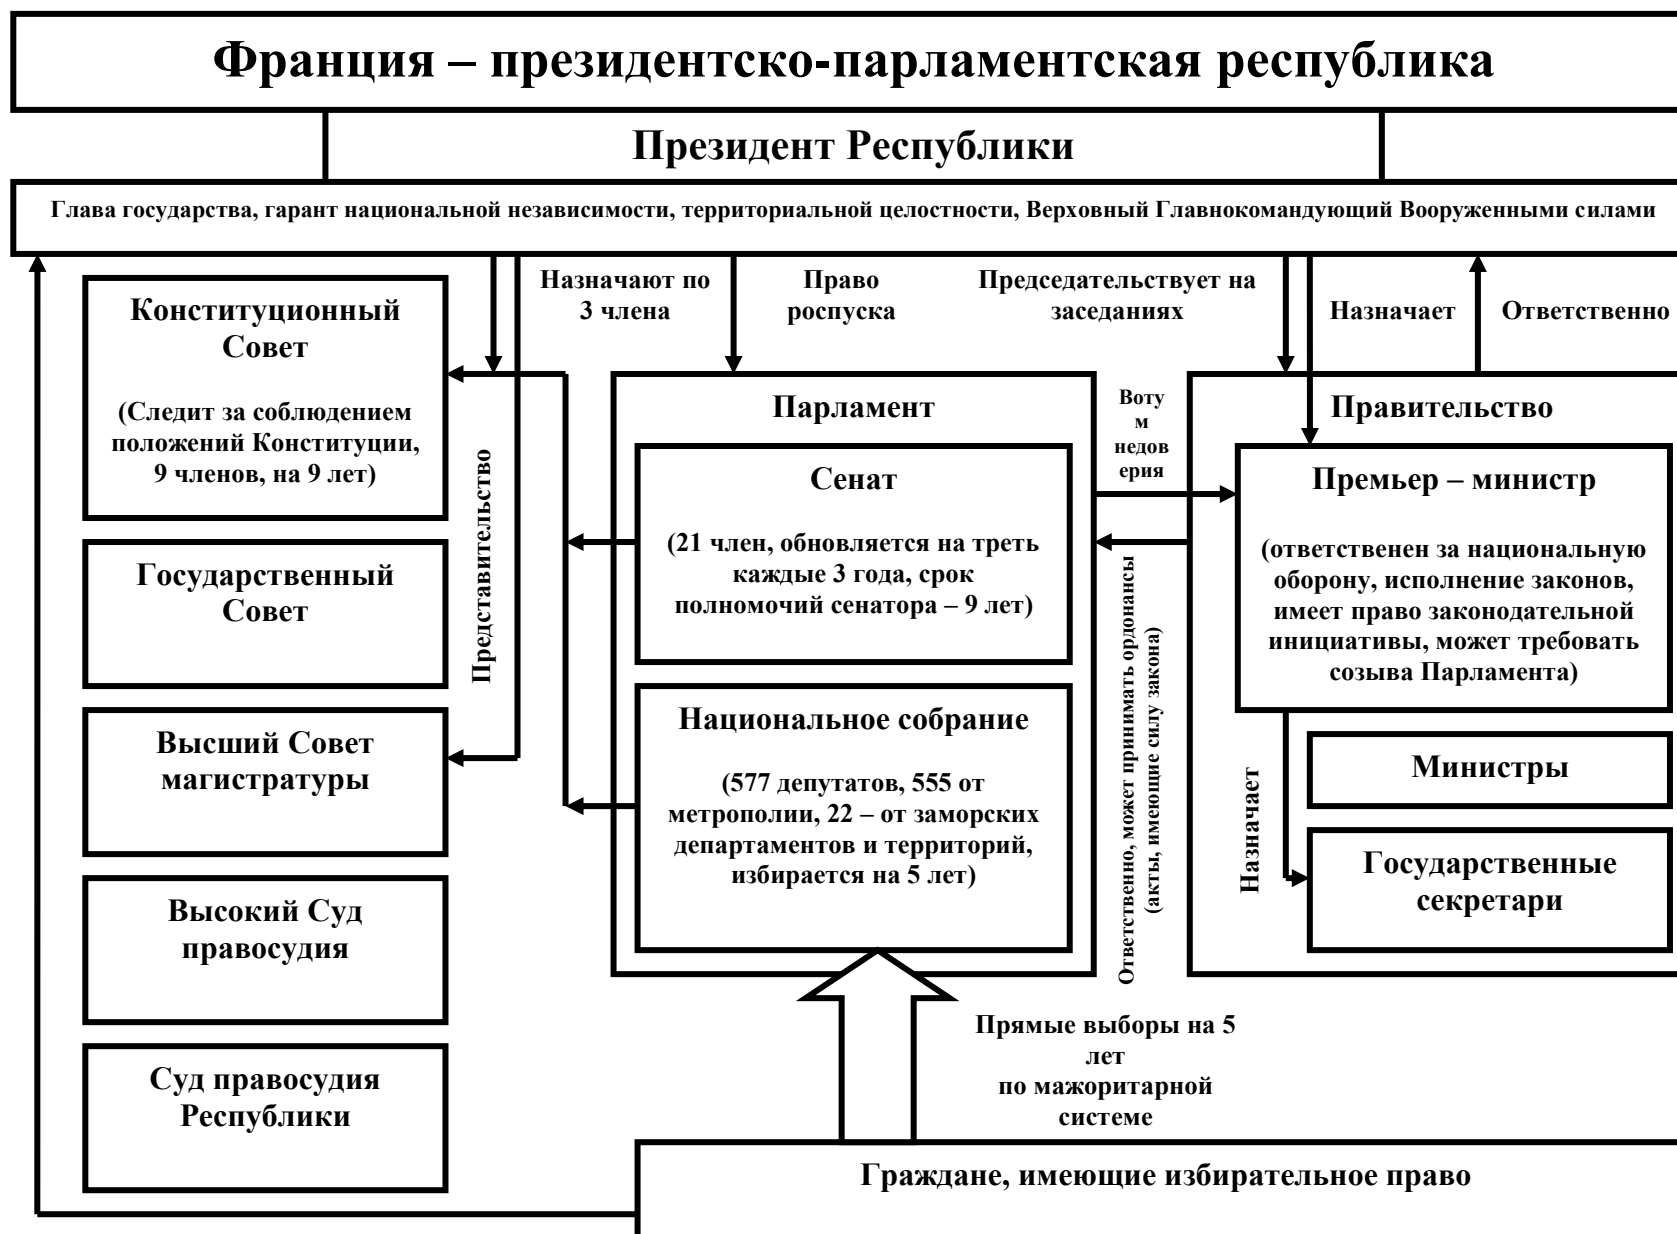 Франция – президентско-парламентская республика
Президент Республики
Глава государства, гарант национальной независимости, территориальной целостности, Верховный Главнокомандующий Вооруженными силами
Назначают по
3 члена
Право
роспуска
Председательствует на
заседаниях
Назначает
Ответственно
Конституционный
Совет
(Следит за соблюдением
положений Конституции,
9 членов, на 9 лет)
Государственный
Совет
Высший Совет
магистратуры
Высокий Суд
правосудия
Суд правосудия
Республики
Представительство
Парламент
Сенат
(21 член, обновляется на треть
каждые 3 года, срок
полномочий сенатора – 9 лет)
Национальное собрание
(577 депутатов, 555 от
метрополии, 22 – от заморских
департаментов и территорий,
избирается на 5 лет)
Воту
м
недов
ерия
Ответственно, может принимать ордонансы
(акты, имеющие силу закона)
Правительство
Премьер – министр
(ответственен за национальную
оборону, исполнение законов,
имеет право законодательной
инициативы, может требовать
созыва Парламента)
Назначает
Министры
Государственные
секретари
Прямые выборы на 5
лет
по мажоритарной
системе
Граждане, имеющие избирательное право